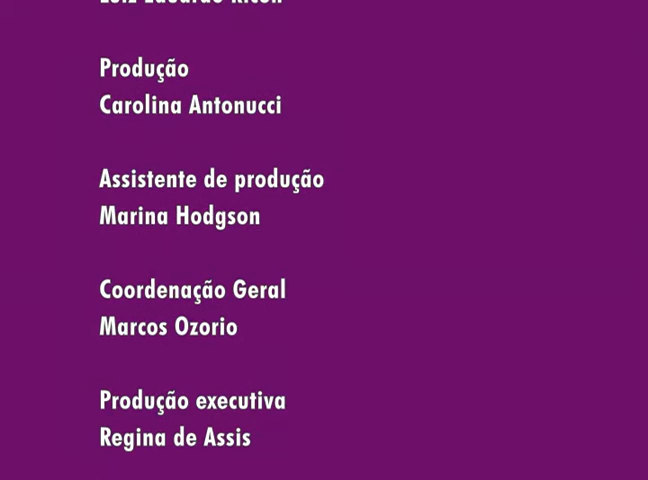 Produção
Carolina Antonucci
Assistente de produção
Marina Hodgson
Coordenação Geral
Marcos Ozorio
Produção executiva
Regina de Assis